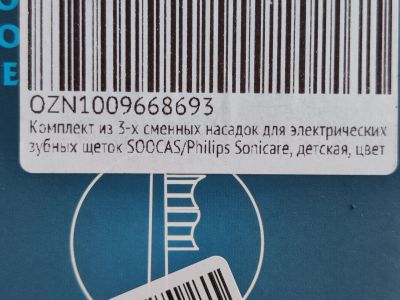 O
O
E
OZN1009668693
Комплект из 3-х сменных насадок для электрических
зубных щеток SOOCAS/Philips Sonicare, детская, цвет